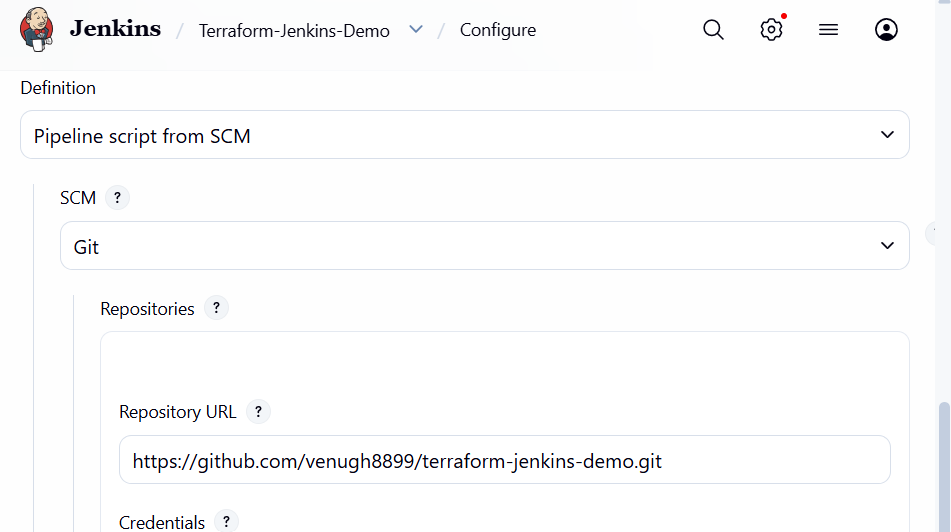 Jenkins / Terraform-Jenkins-Demo / Configure
Definition
Pipeline script from SCM
SCM ?
Git
Repositories ?
Repository URL ?
https://github.com/venugh8899/terraform-jenkins-demo.git
Credentials ?